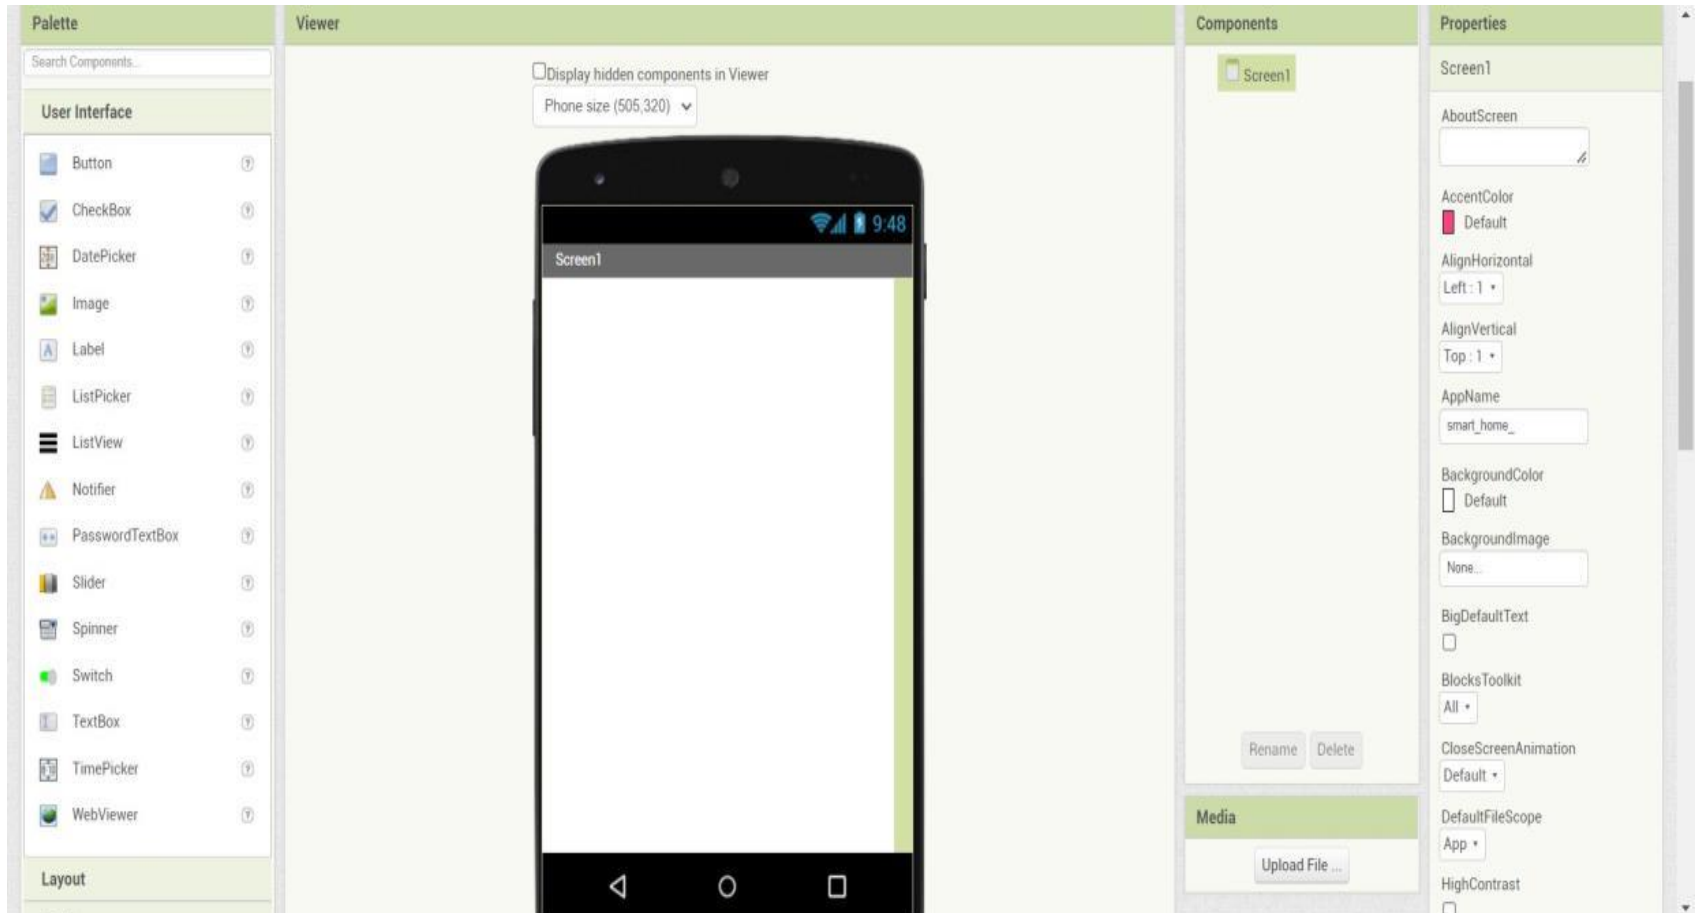 Palette
Search Components...
User Interface
Button
CheckBox
DatePicker
Image
Label
ListPicker
ListView
Notifier
PasswordTextBox
Slider
Spinner
Switch
TextBox
TimePicker
WebViewer
Layout
Viewer
Display hidden components in Viewer
Phone size (505,320)
9:48
Screen1
Components
Screen1
Rename Delete
Media
Upload File ...
Properties
Screen1
AboutScreen
AccentColor
Default
AlignHorizontal
Left : 1
AlignVertical
Top : 1
AppName
smart_home_
BackgroundColor
Default
BackgroundImage
None...
BigDefaultText
BlocksToolkit
All
CloseScreenAnimation
Default
DefaultFileScope
App
HighContrast